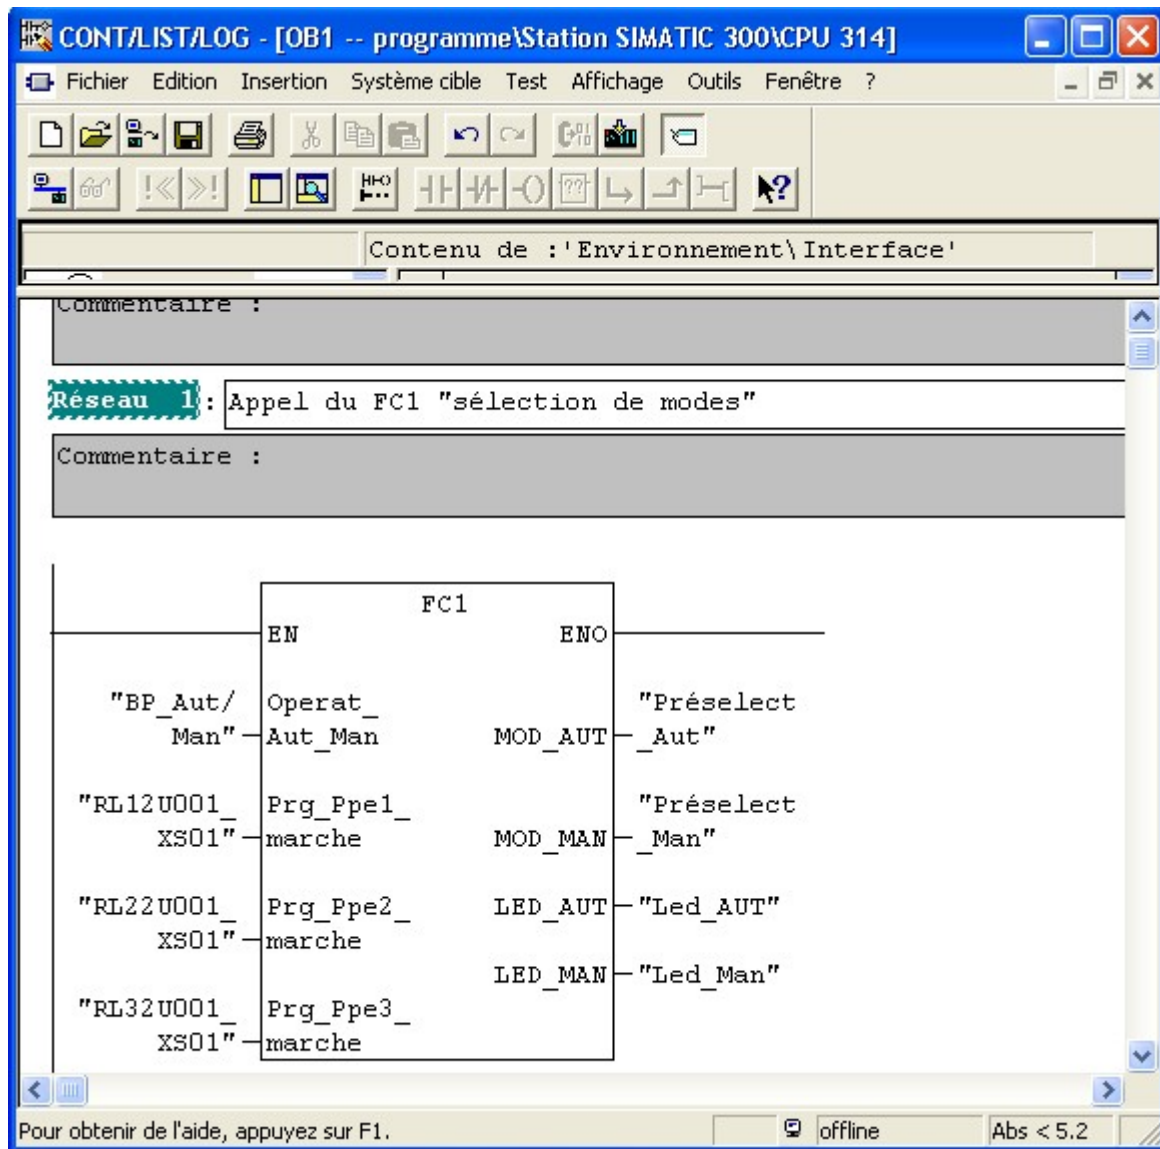 CONT/LIST/LOG - [OB1 -- programme\Station SIMATIC 300\CPU 314]
Fichier Edition Insertion Système cible Test Affichage Outils Fenêtre ?
Contenu de :'Environnement\Interface'
Commentaire :
Réseau 1 : Appel du FC1 "sélection de modes"
Commentaire :
FC1
EN ENO
"BP_Aut/ Operat_ "Préselect
Man" Aut_Man MOD_AUT _Aut"
"RL12U001_ Prg_Ppe1_ "Préselect
XS01" marche MOD_MAN _Man"
"RL22U001_ Prg_Ppe2_ LED_AUT "Led_AUT"
XS01" marche
LED_MAN "Led_Man"
"RL32U001_ Prg_Ppe3_
XS01" marche
Pour obtenir de l'aide, appuyez sur F1. offline Abs < 5.2